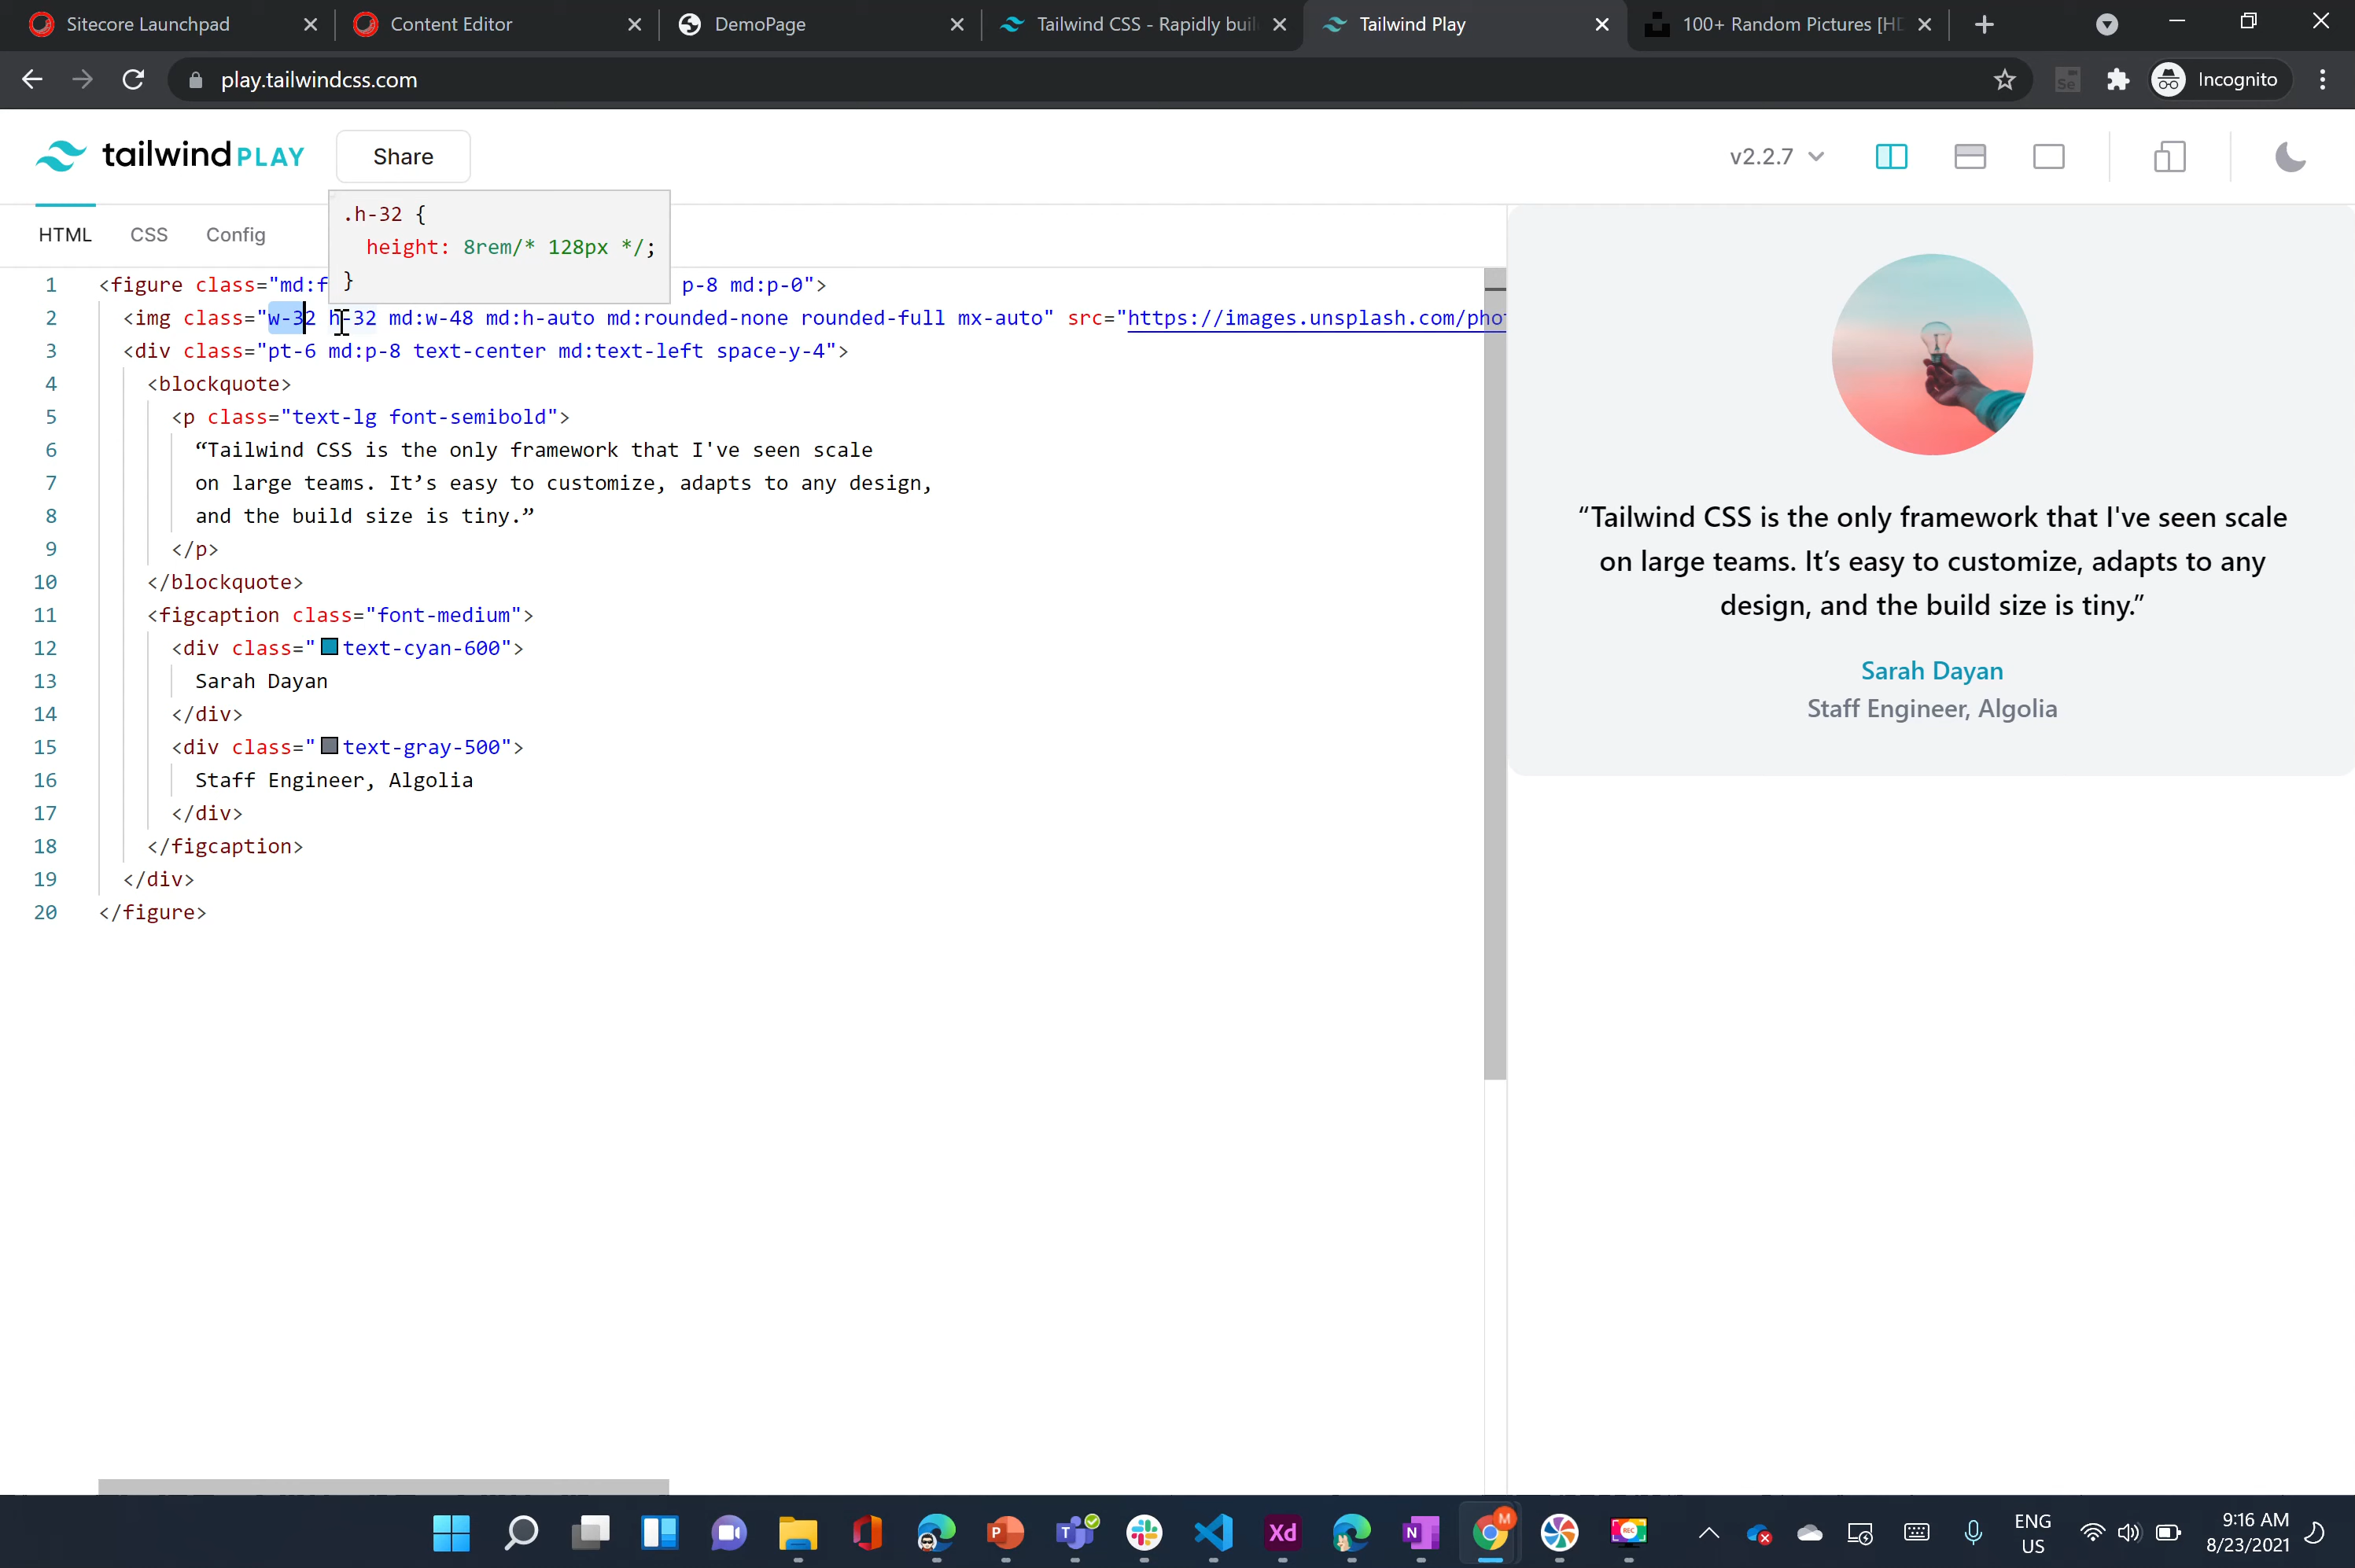 Sitecore Launchpad
Content Editor
DemoPage
Tailwind CSS - Rapidly buil
Tailwind Play
100+ Random Pictures [HD
play.tailwindcss.com
Se
Incognito
tailwind PLAY
Share
v2.2.7
HTML CSS Config
.h-32 {
height: 8rem/* 128px */;
}
1 <figure class="md:f p-8 md:p-0">
2 <img class="w-32 h-32 md:w-48 md:h-auto md:rounded-none rounded-full mx-auto" src="https://images.unsplash.com/pho
3 <div class="pt-6 md:p-8 text-center md:text-left space-y-4">
4 <blockquote>
5 <p class="text-lg font-semibold">
6 “Tailwind CSS is the only framework that I've seen scale
7 on large teams. It’s easy to customize, adapts to any design,
8 and the build size is tiny.”
9 </p>
10 </blockquote>
11 <figcaption class="font-medium">
12 <div class="text-cyan-600">
13 Sarah Dayan
14 </div>
15 <div class="text-gray-500">
16 Staff Engineer, Algolia
17 </div>
18 </figcaption>
19 </div>
20 </figure>
“Tailwind CSS is the only framework that I've seen scale
on large teams. It’s easy to customize, adapts to any
design, and the build size is tiny.”
Sarah Dayan
Staff Engineer, Algolia
P
T
Xd
N
M
REC
ENG
US
9:16 AM
8/23/2021